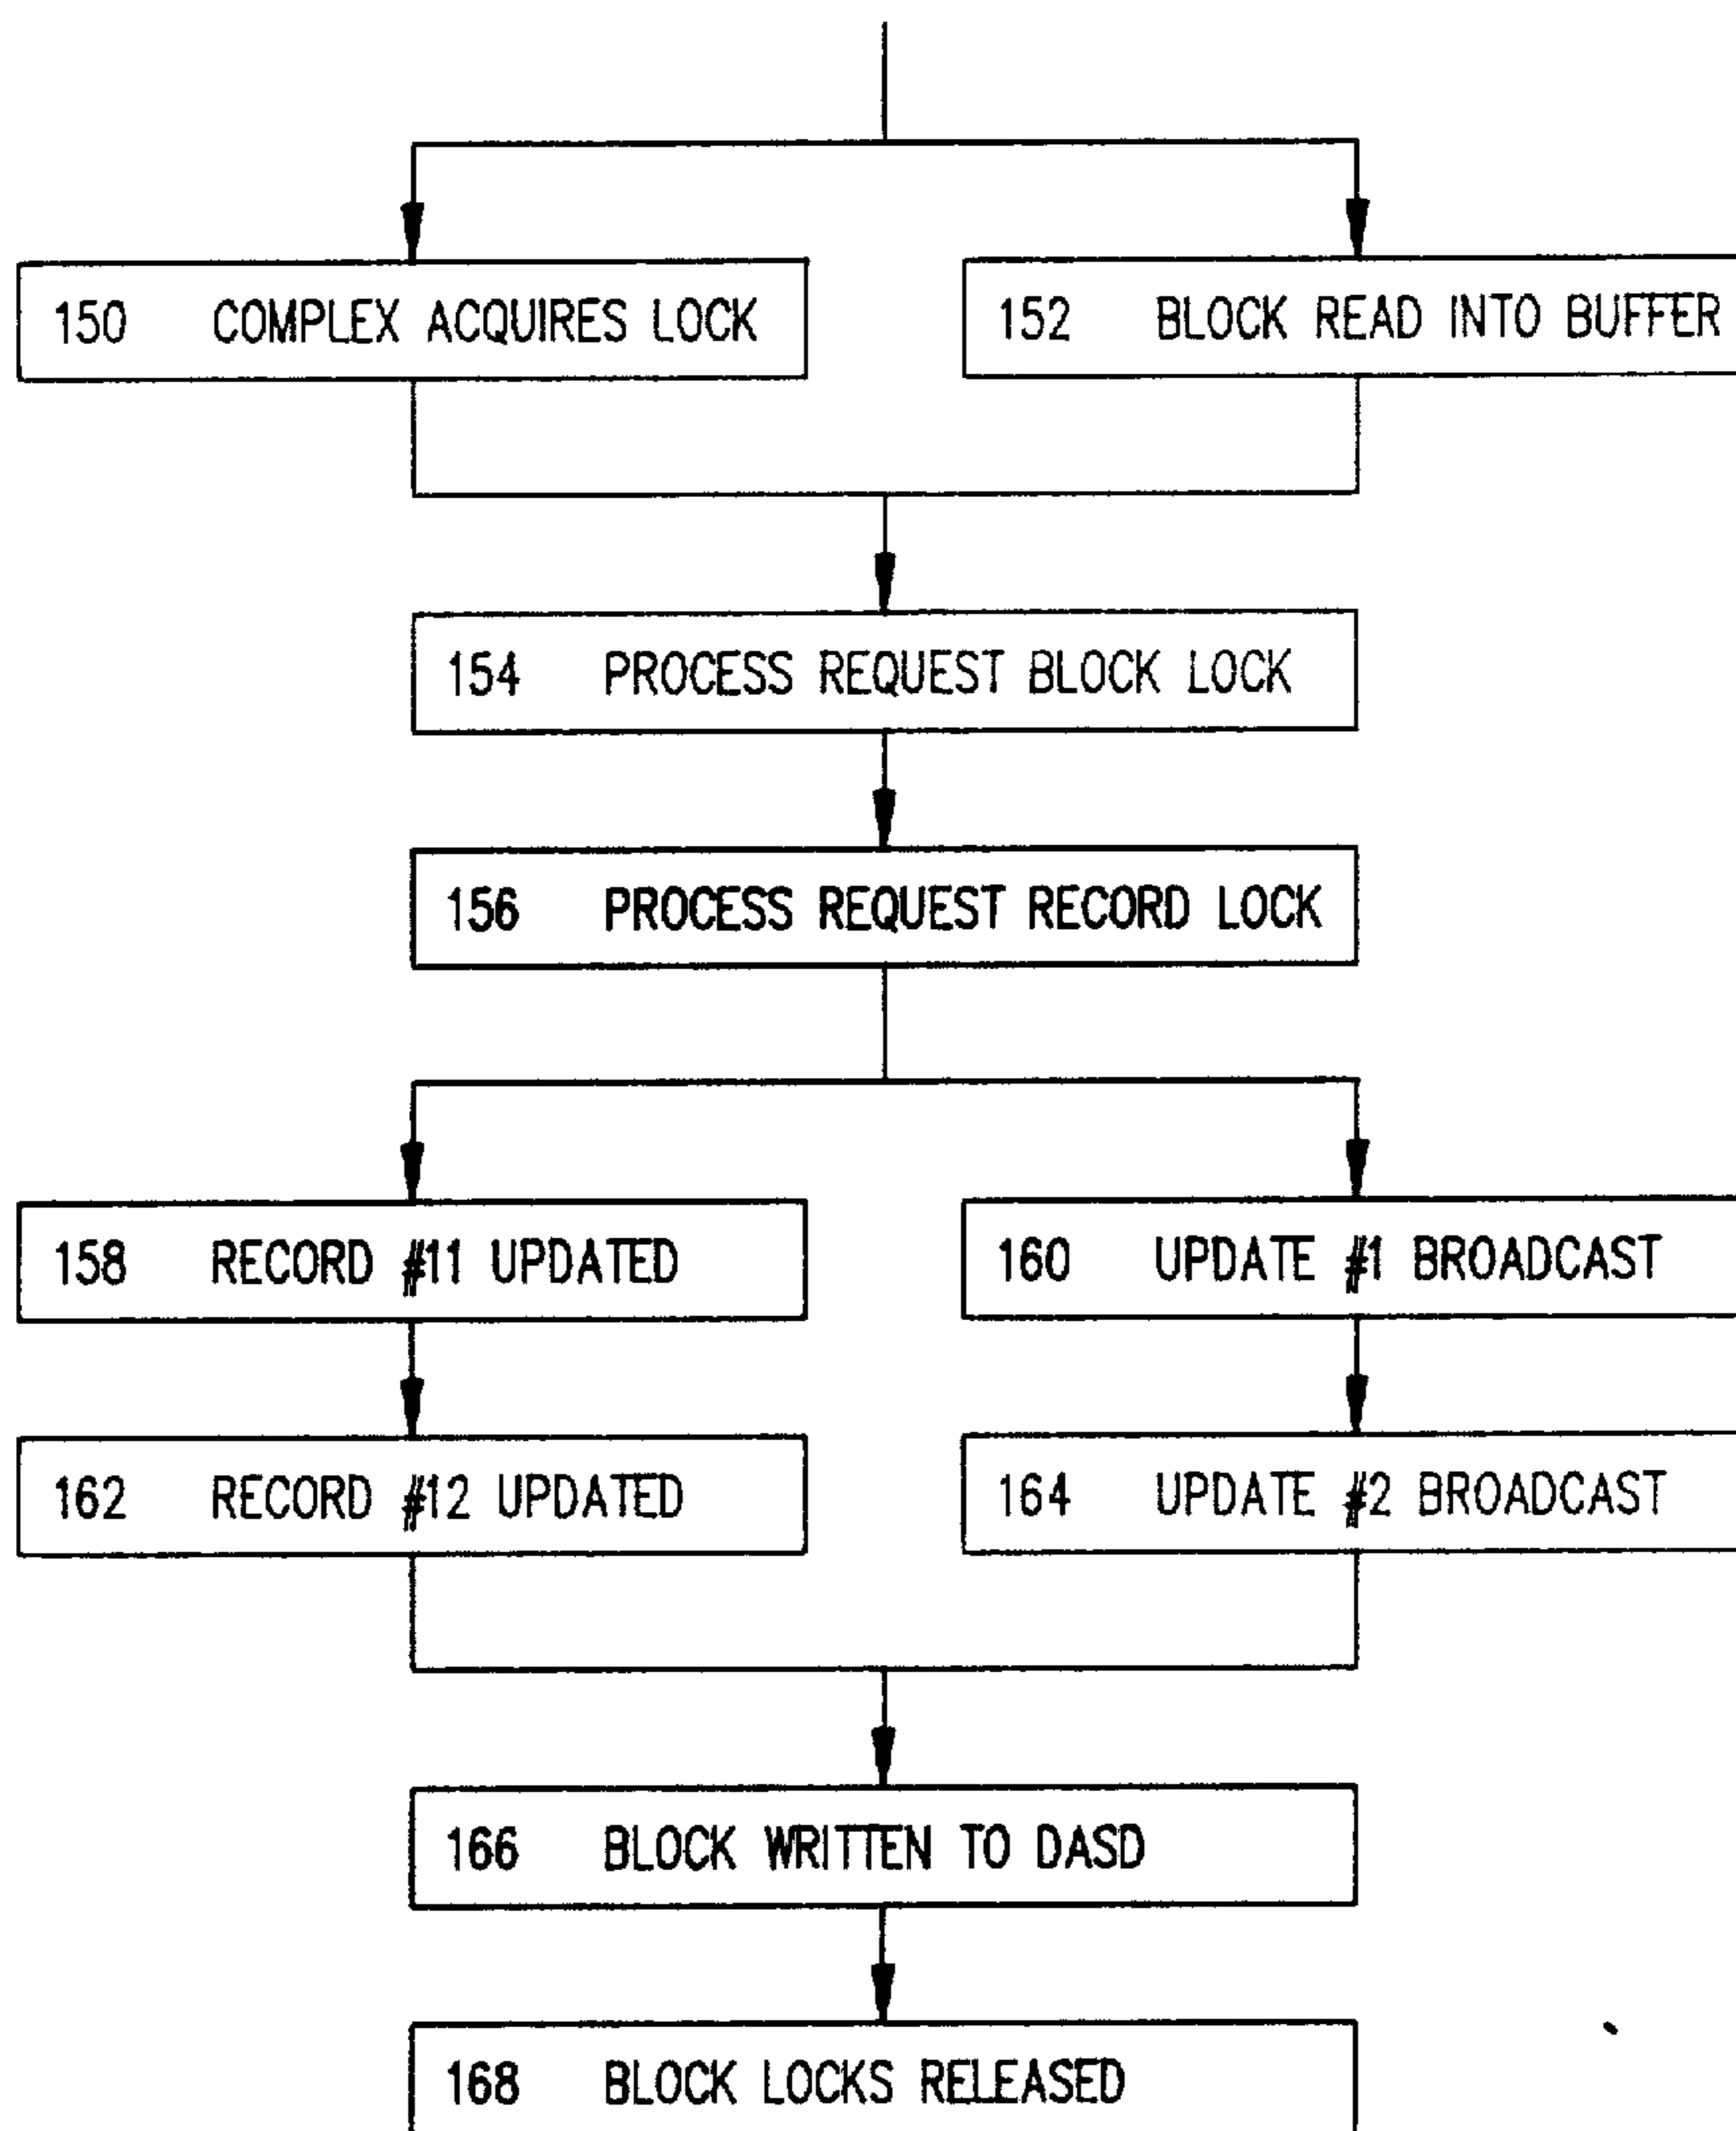 150 COMPLEX ACQUIRES LOCK
152 BLOCK READ INTO BUFFER
154 PROCESS REQUEST BLOCK LOCK
156 PROCESS REQUEST RECORD LOCK
158 RECORD #11 UPDATED
160 UPDATE #1 BROADCAST
162 RECORD #12 UPDATED
164 UPDATE #2 BROADCAST
166 BLOCK WRITTEN TO DASD
168 BLOCK LOCKS RELEASED